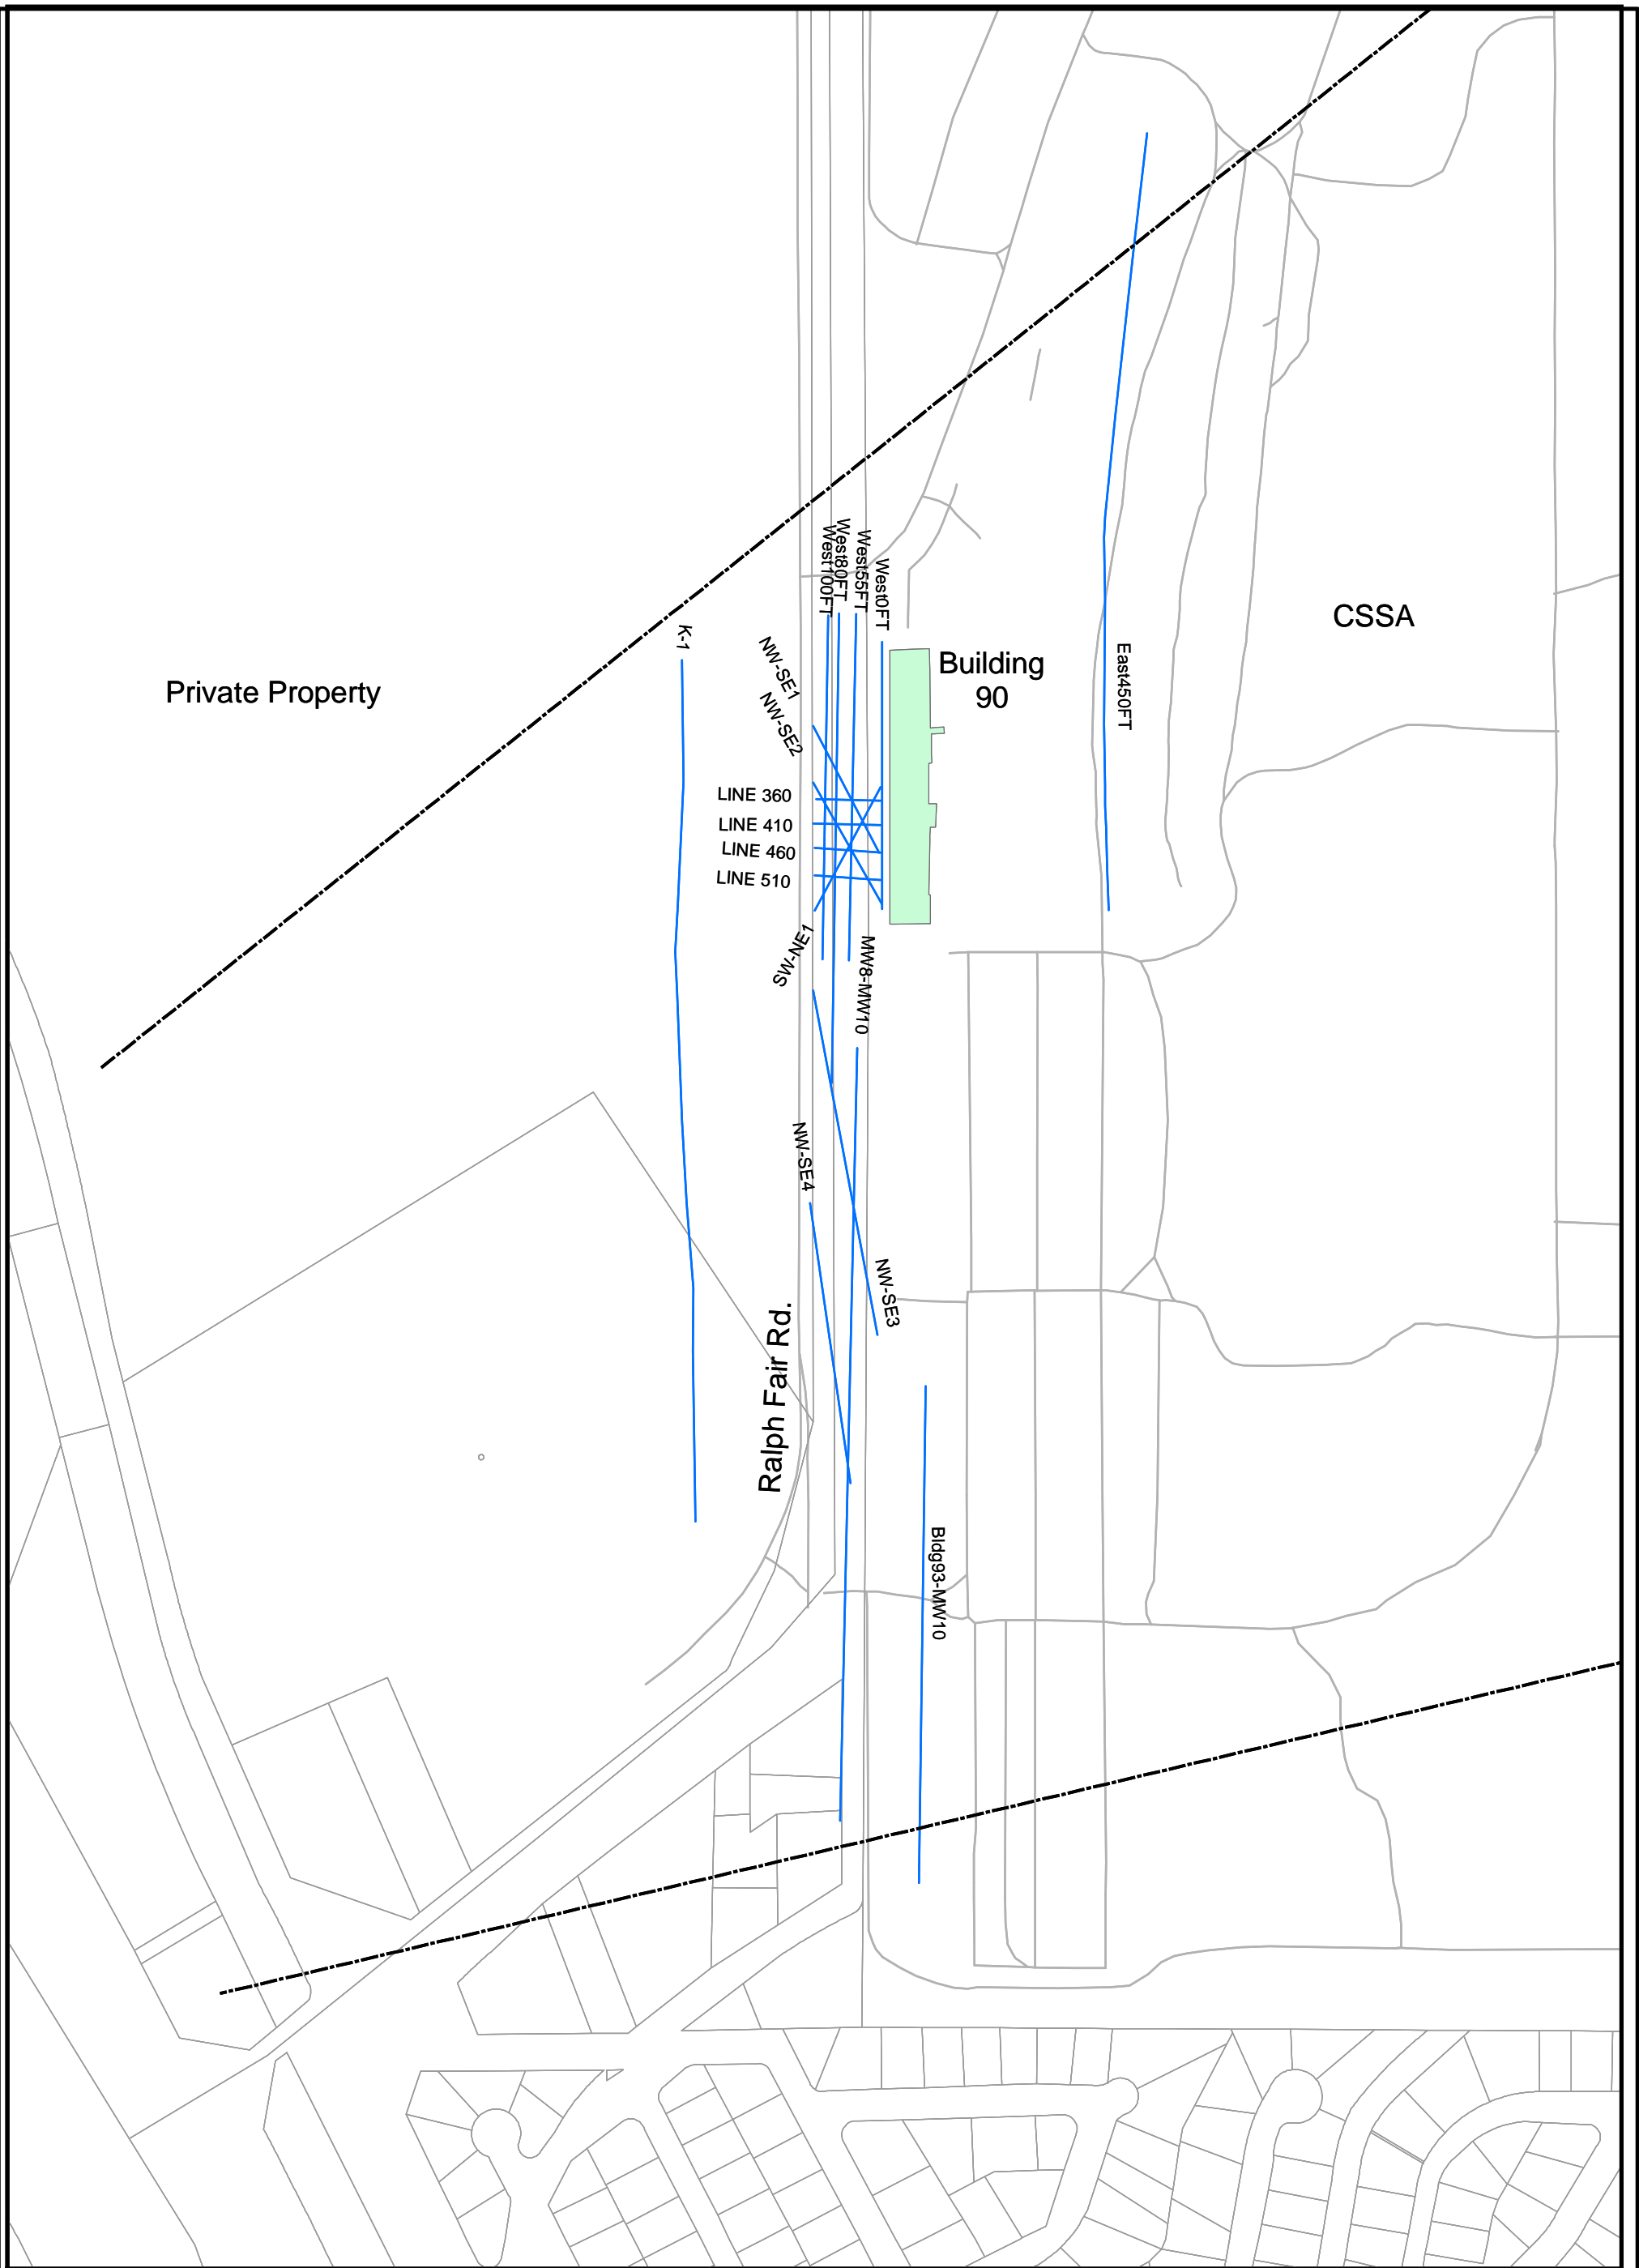 West100FT
West80FT
West55FT
West0FT
CSSA
K-1
NW-SE1
Building
90
East450FT
Private Property
NW-SE2
LINE 360
LINE 410
LINE 460
LINE 510
SW-NE1
MW8-MW10
NW-SE4
NW-SE3
Ralph Fair Rd.
Bldg93-MW10